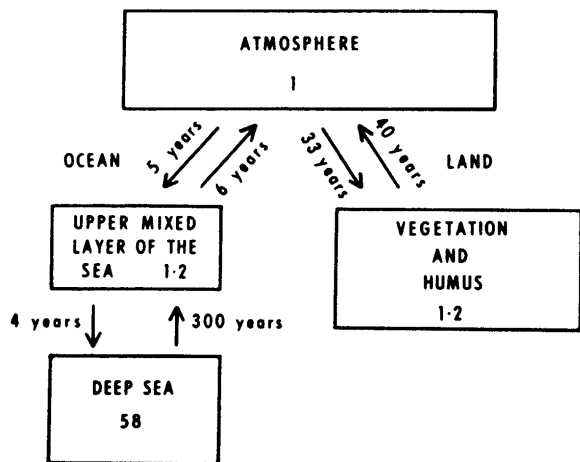 ATMOSPHERE
1
5 years
6 years
33 years
40 years
OCEAN
LAND
UPPER MIXED
LAYER OF THE
SEA 1·2
VEGETATION
AND
HUMUS
1·2
4 years
300 years
DEEP SEA
58